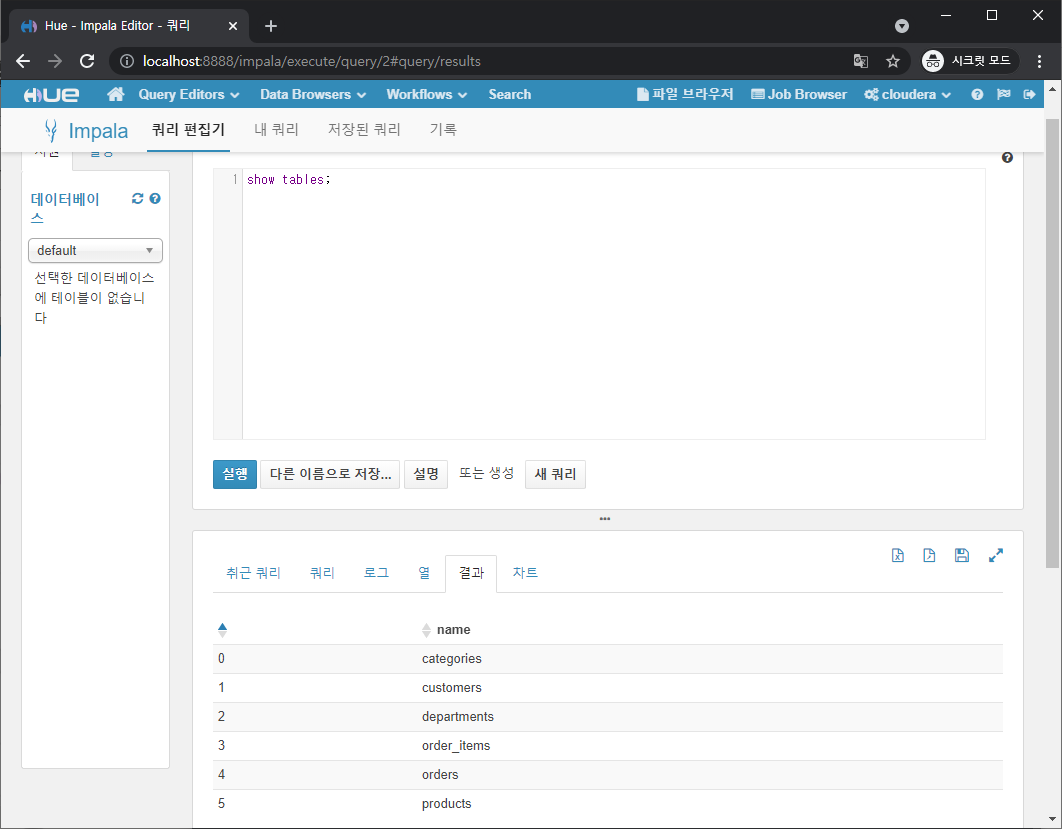 Hue - Impala Editor - 쿼리
localhost:8888/impala/execute/query/2#query/results
시크릿 모드
HUE Query Editors Data Browsers Workflows Search 파일 브라우저 Job Browser cloudera
Impala 쿼리 편집기 내 쿼리 저장된 쿼리 기록
데이터베이
스
default
선택한 데이터베이스
에 테이블이 없습니
다
1 show tables;
실행 다른 이름으로 저장... 설명 또는 생성 새 쿼리
최근 쿼리 쿼리 로그 열 결과 차트
name
0 categories
1 customers
2 departments
3 order_items
4 orders
5 products